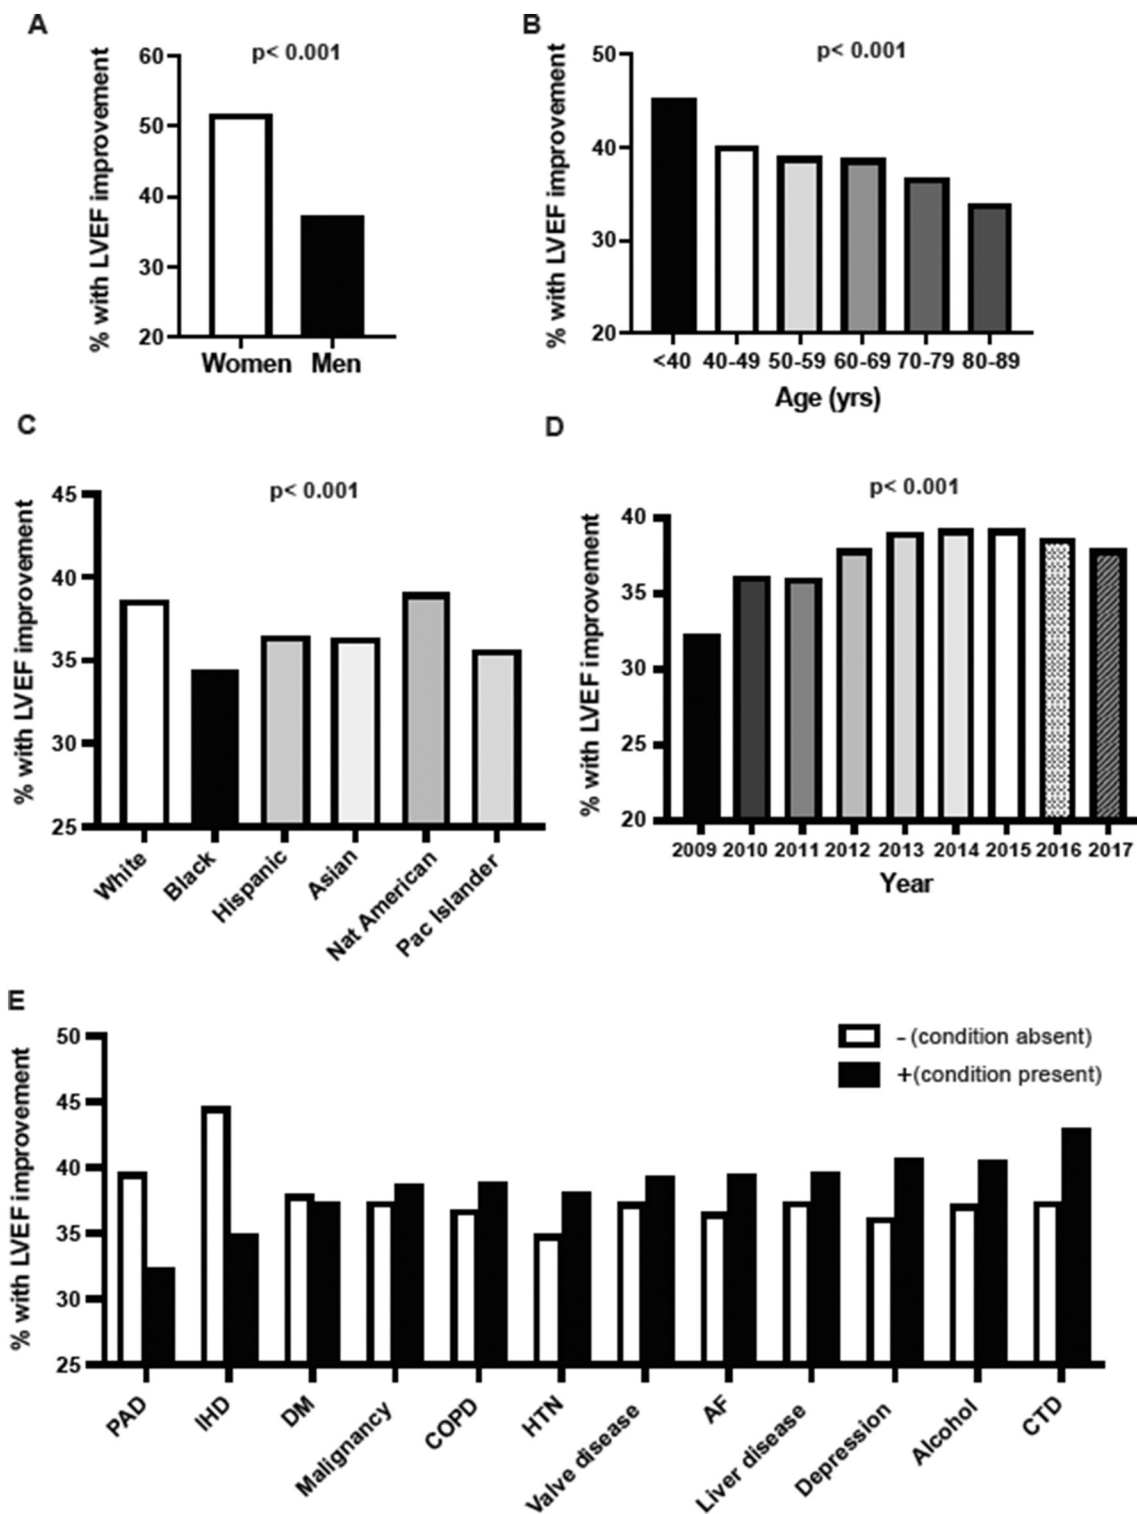 A
p< 0.001
% with LVEF improvement
60
50
40
30
20
Women Men
B
p< 0.001
% with LVEF improvement
50
40
30
20
<40 40-49 50-59 60-69 70-79 80-89
Age (yrs)
C
p< 0.001
% with LVEF improvement
45
40
35
30
25
White
Black
Hispanic
Asian
Nat American
Pac Islander
D
p< 0.001
% with LVEF improvement
40
35
30
25
20
2009 2010 2011 2012 2013 2014 2015 2016 2017
Year
E
- (condition absent)
+(condition present)
% with LVEF improvement
50
45
40
35
30
25
PAD
IHD
DM
Malignancy
COPD
HTN
Valve disease
AF
Liver disease
Depression
Alcohol
CTD